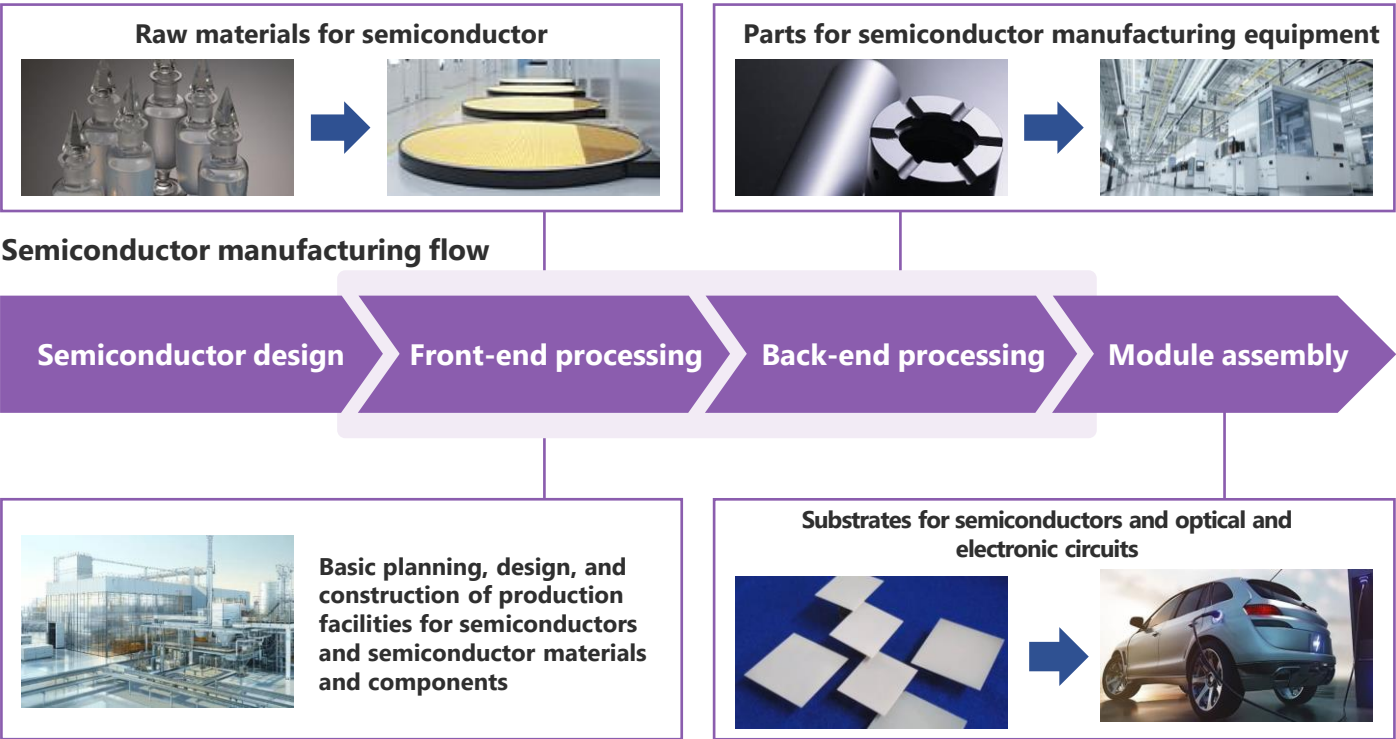 Raw materials for semiconductor
Parts for semiconductor manufacturing equipment
Semiconductor manufacturing flow
Semiconductor design
Front-end processing
Back-end processing
Module assembly
Basic planning, design, and
construction of production
facilities for semiconductors
and semiconductor materials
and components
Substrates for semiconductors and optical and
electronic circuits